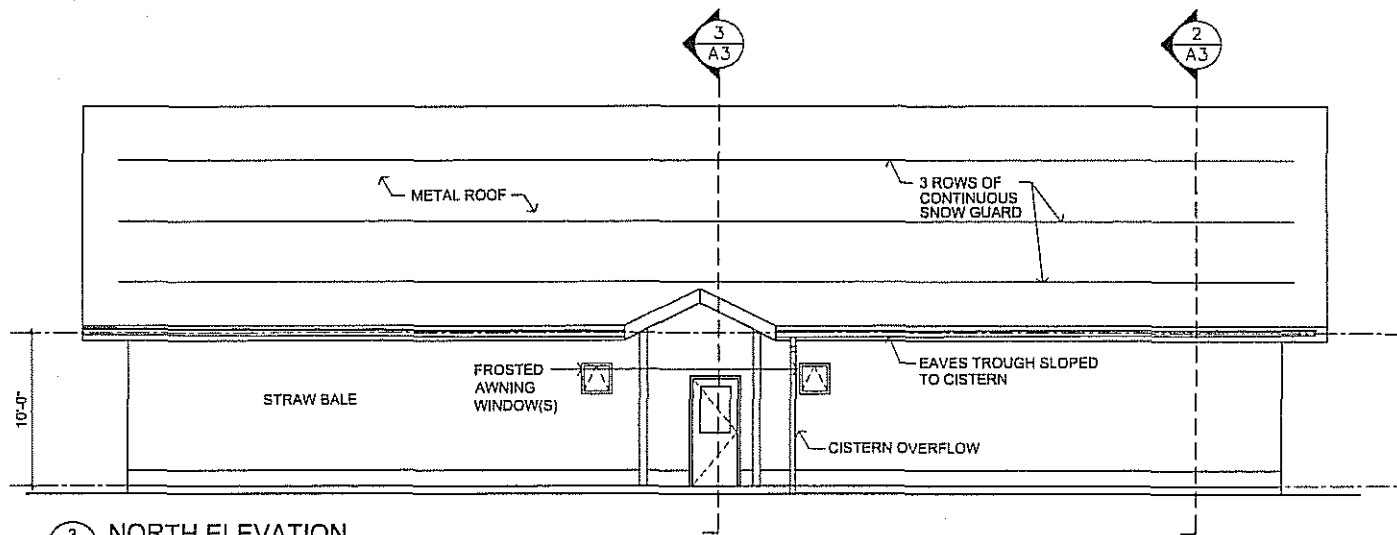 3
A3
2
A3
METAL ROOF
3 ROWS OF
CONTINUOUS
SNOW GUARD
FROSTED
AWNING
WINDOW(S)
EAVES TROUGH SLOPED
TO CISTERN
STRAW BALE
10'-0"
CISTERN OVERFLOW
3 NORTH ELEVATION